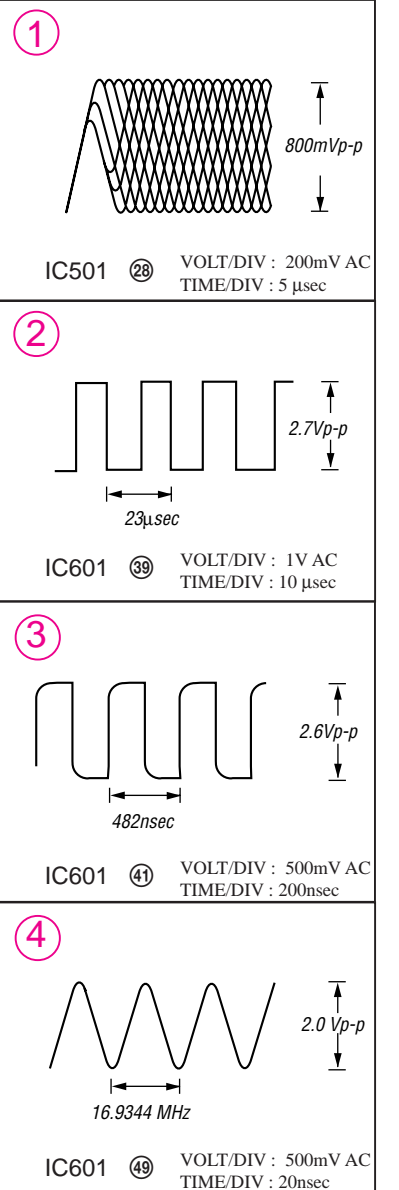 ①
800mVp-p
IC501 ㉘ VOLT/DIV : 200mV AC
TIME/DIV : 5 µsec
②
2.7Vp-p
23µsec
IC601 ㊴ VOLT/DIV : 1V AC
TIME/DIV : 10 µsec
③
2.6Vp-p
482nsec
IC601 ㊶ VOLT/DIV : 500mV AC
TIME/DIV : 200nsec
④
2.0 Vp-p
16.9344 MHz
IC601 ㊾ VOLT/DIV : 500mV AC
TIME/DIV : 20nsec